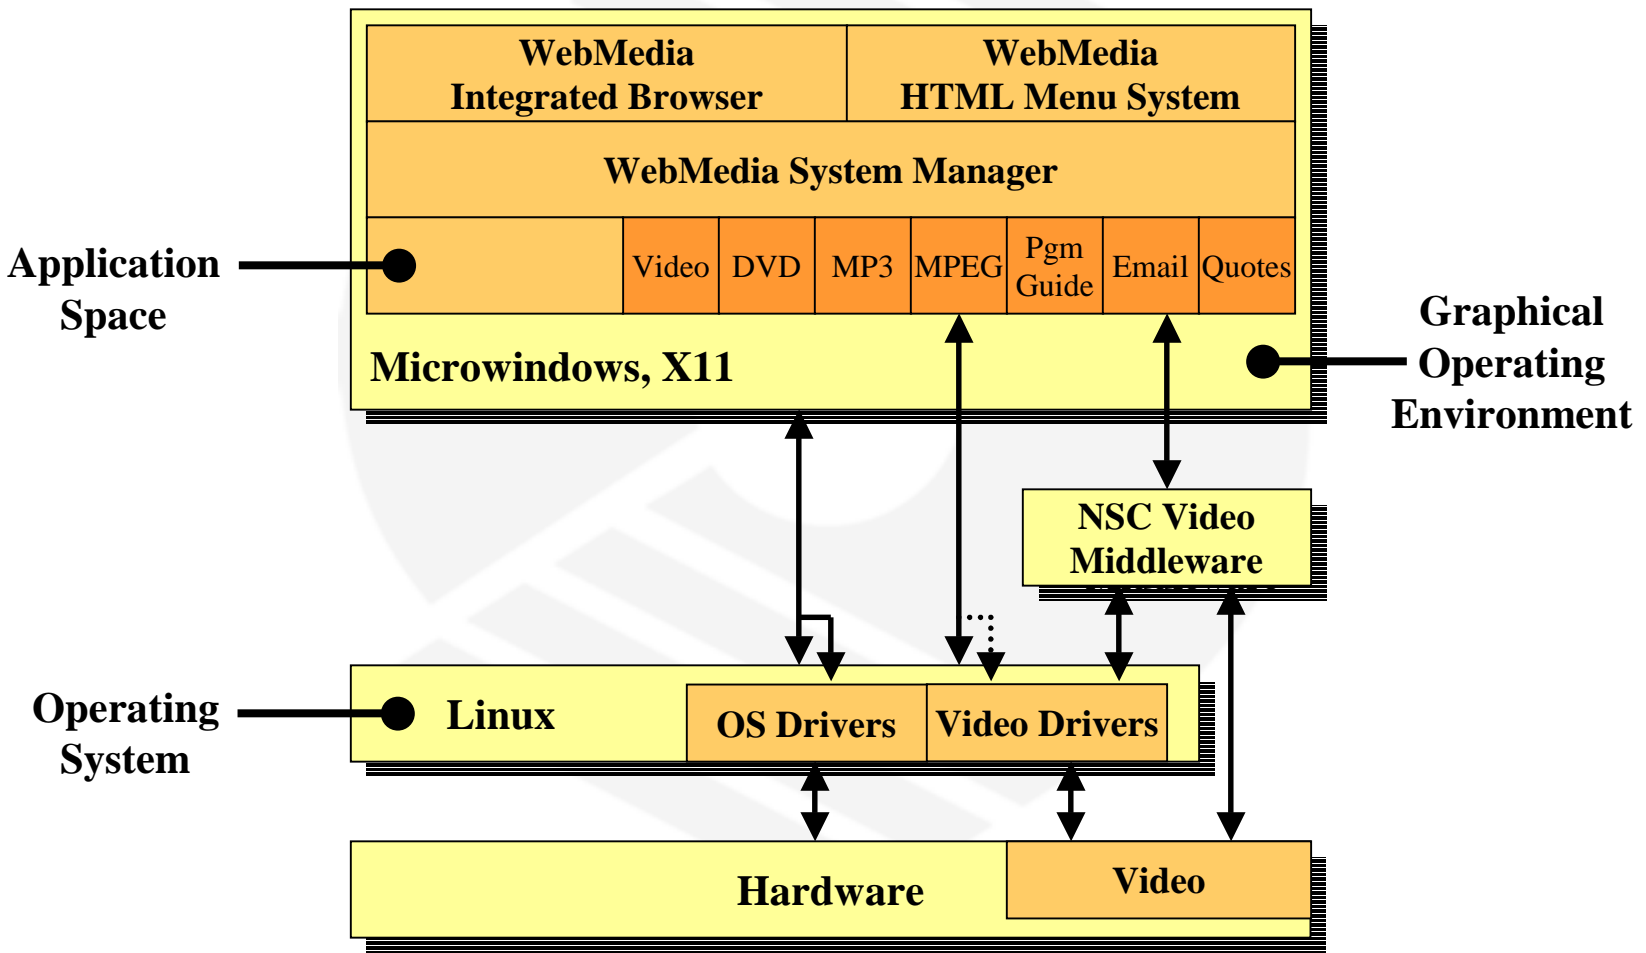 WebMedia
Integrated Browser
WebMedia
HTML Menu System
WebMedia System Manager
Application
Space
Video
DVD
MP3
MPEG
Pgm
Guide
Email
Quotes
Microwindows, X11
Graphical
Operating
Environment
NSC Video
Middleware
Operating
System
Linux
OS Drivers
Video Drivers
Hardware
Video